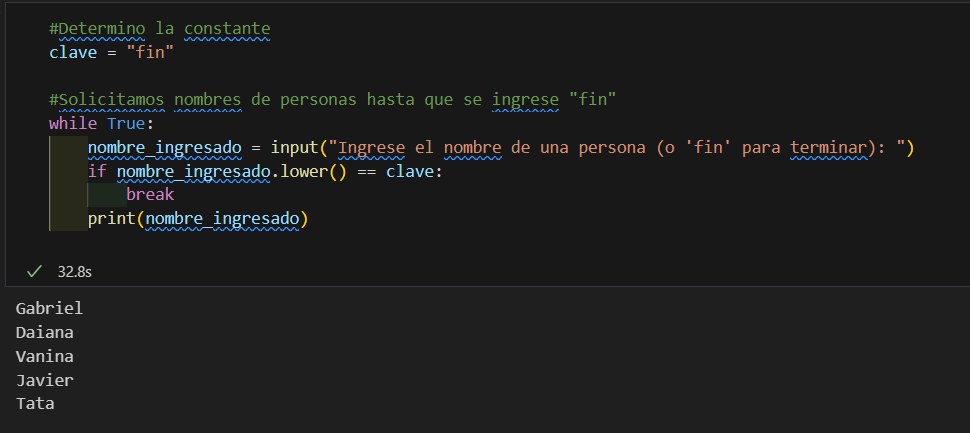 #Determino la constante
clave = "fin"
#Solicitamos nombres de personas hasta que se ingrese "fin"
while True:
nombre_ingresado = input("Ingrese el nombre de una persona (o 'fin' para terminar): ")
if nombre_ingresado.lower() == clave:
break
print(nombre_ingresado)
32.8s
Gabriel
Daiana
Vanina
Javier
Tata